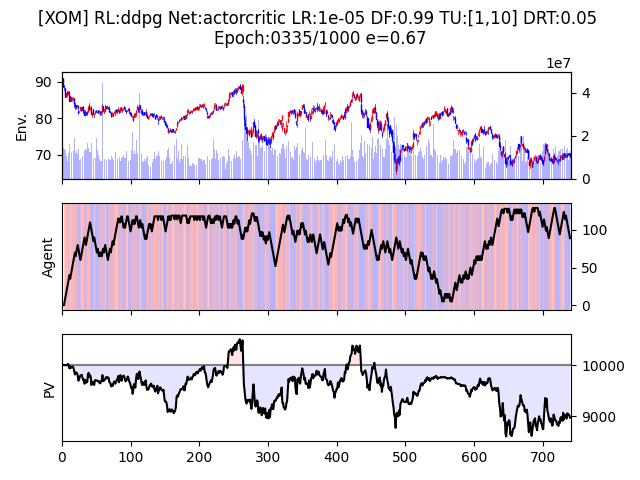 [XOM] RL:ddpg Net:actorcritic LR:1e-05 DF:0.99 TU:[1,10] DRT:0.05
Epoch:0335/1000 e=0.67
1e7
90
80
70
Env.
4
2
0
Agent
100
50
0
PV
10000
9000
0 100 200 300 400 500 600 700